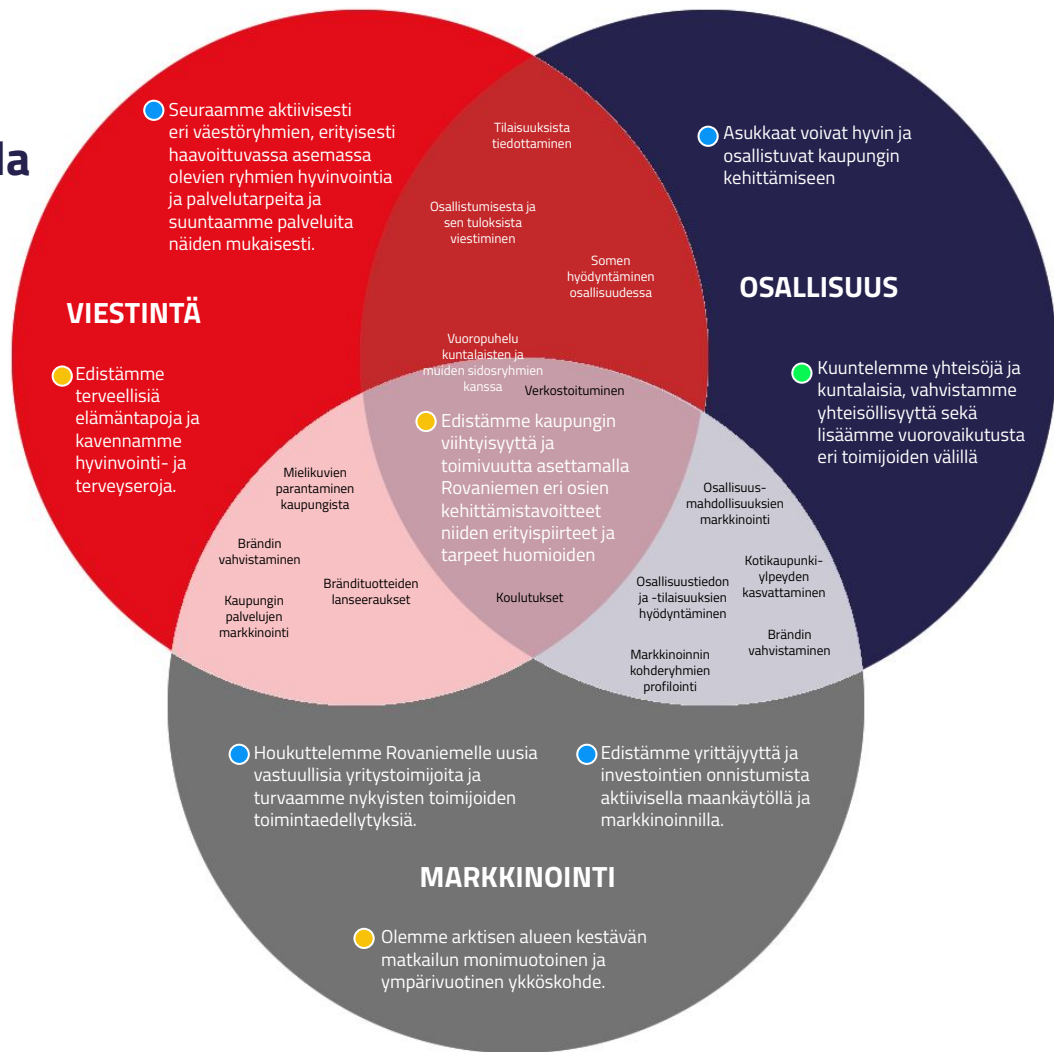 la
Seuraamme aktiivisesti
eri väestöryhmien, erityisesti
haavoittuvassa asemassa
olevien ryhmien hyvinvointia
ja palvelutarpeita ja
suuntaamme palveluita
näiden mukaisesti.
VIESTINTÄ
Edistämme
terveellisiä
elämäntapoja ja
kavennamme
hyvinvointi- ja
terveyseroja.
Tilaisuuksista
tiedottaminen
Osallistumisesta ja
sen tuloksista
viestiminen
Somen
hyödyntäminen
osallisuudessa
Vuoropuhelu
kuntalaisten ja
muiden sidosryhmien
kanssa
Asukkaat voivat hyvin ja
osallistuvat kaupungin
kehittämiseen
OSALLISUUS
Kuuntelemme yhteisöjä ja
kuntalaisia, vahvistamme
yhteisöllisyyttä sekä
lisäämme vuorovaikutusta
eri toimijoiden välillä
Verkostoituminen
Edistämme kaupungin
viihtyisyyttä ja
toimivuutta asettamalla
Rovaniemen eri osien
kehittämistavoitteet
niiden erityispiirteet ja
tarpeet huomioiden
Koulutukset
Mielikuvien
parantaminen
kaupungista
Brändin
vahvistaminen
Brändituotteiden
lanseeraukset
Kaupungin
palvelujen
markkinointi
Osallisuus-
mahdollisuuksien
markkinointi
Kotikaupunki-
ylpeyden
kasvattaminen
Osallisuustiedon
ja -tilaisuuksien
hyödyntäminen
Brändin
vahvistaminen
Markkinoinnin
kohderyhmien
profilointi
Houkuttelemme Rovaniemelle uusia
vastuullisia yritystoimijoita ja
turvaamme nykyisten toimijoiden
toimintaedellytyksiä.
Edistämme yrittäjyyttä ja
investointien onnistumista
aktiivisella maankäytöllä ja
markkinoinnilla.
MARKKINOINTI
Olemme arktisen alueen kestävän
matkailun monimuotoinen ja
ympärivuotinen ykköskohde.